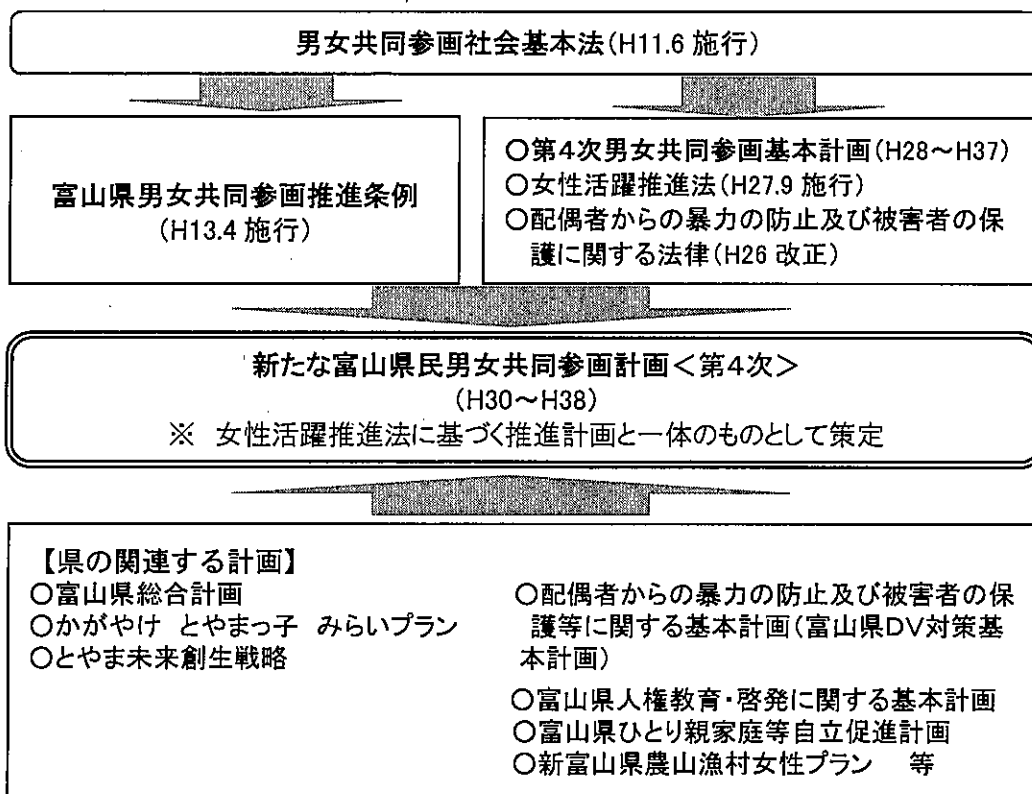 男女共同参画社会基本法(H11.6 施行)
富山県男女共同参画推進条例
(H13.4 施行)
○第4次男女共同参画基本計画(H28～H37)
○女性活躍推進法(H27.9 施行)
○配偶者からの暴力の防止及び被害者の保
護に関する法律(H26 改正)
新たな富山県民男女共同参画計画＜第4次＞
(H30～H38)
※ 女性活躍推進法に基づく推進計画と一体のものとして策定
【県の関連する計画】
○富山県総合計画
○かがやけ とやまっ子 みらいプラン
○とやま未来創生戦略
○配偶者からの暴力の防止及び被害者の保
護等に関する基本計画(富山県DV対策基
本計画)
○富山県人権教育・啓発に関する基本計画
○富山県ひとり親家庭等自立促進計画
○新富山県農山漁村女性プラン 等